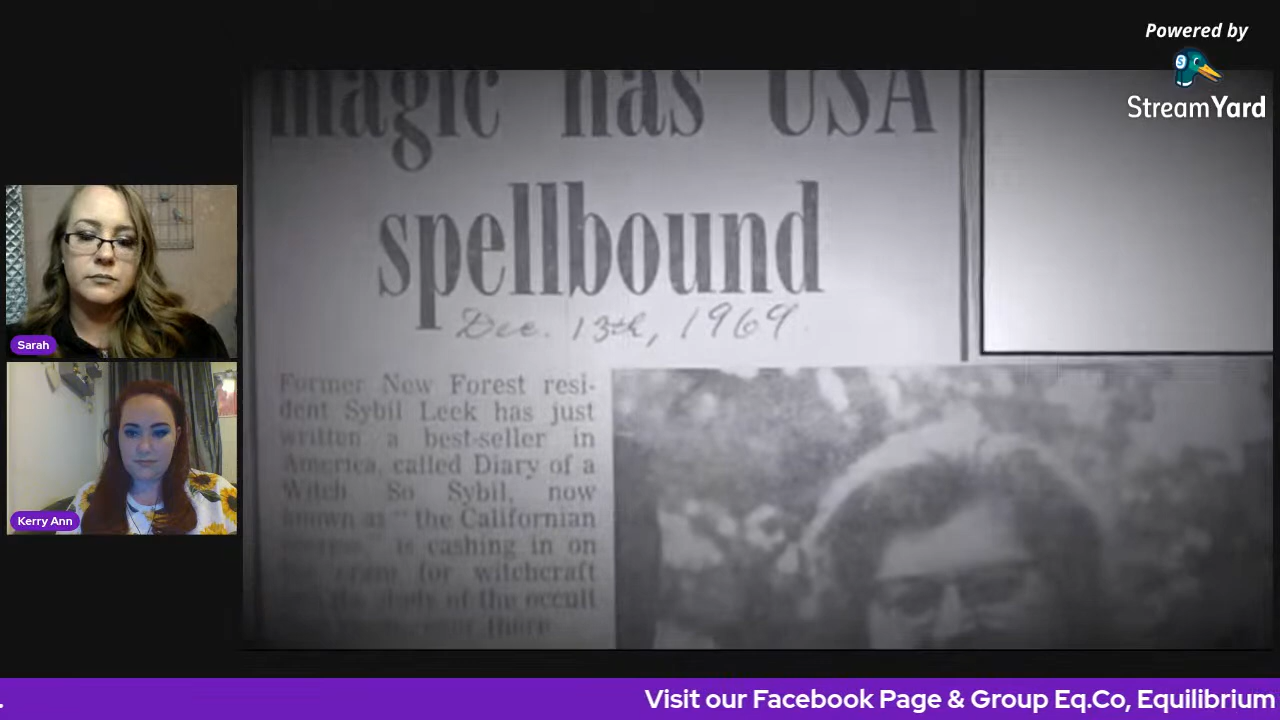 Powered by
StreamYard
magic has USA
spellbound
Dec. 13th, 1969
Former New Forest resi-
dent Sybil Leek has just
written a best-seller in
America, called Diary of a
Witch So Sybil, now
known as "the Californian
is cashing in on
for witchcraft
study of the occult
there
Sarah
Kerry Ann
.
Visit our Facebook Page & Group Eq.Co, Equilibrium